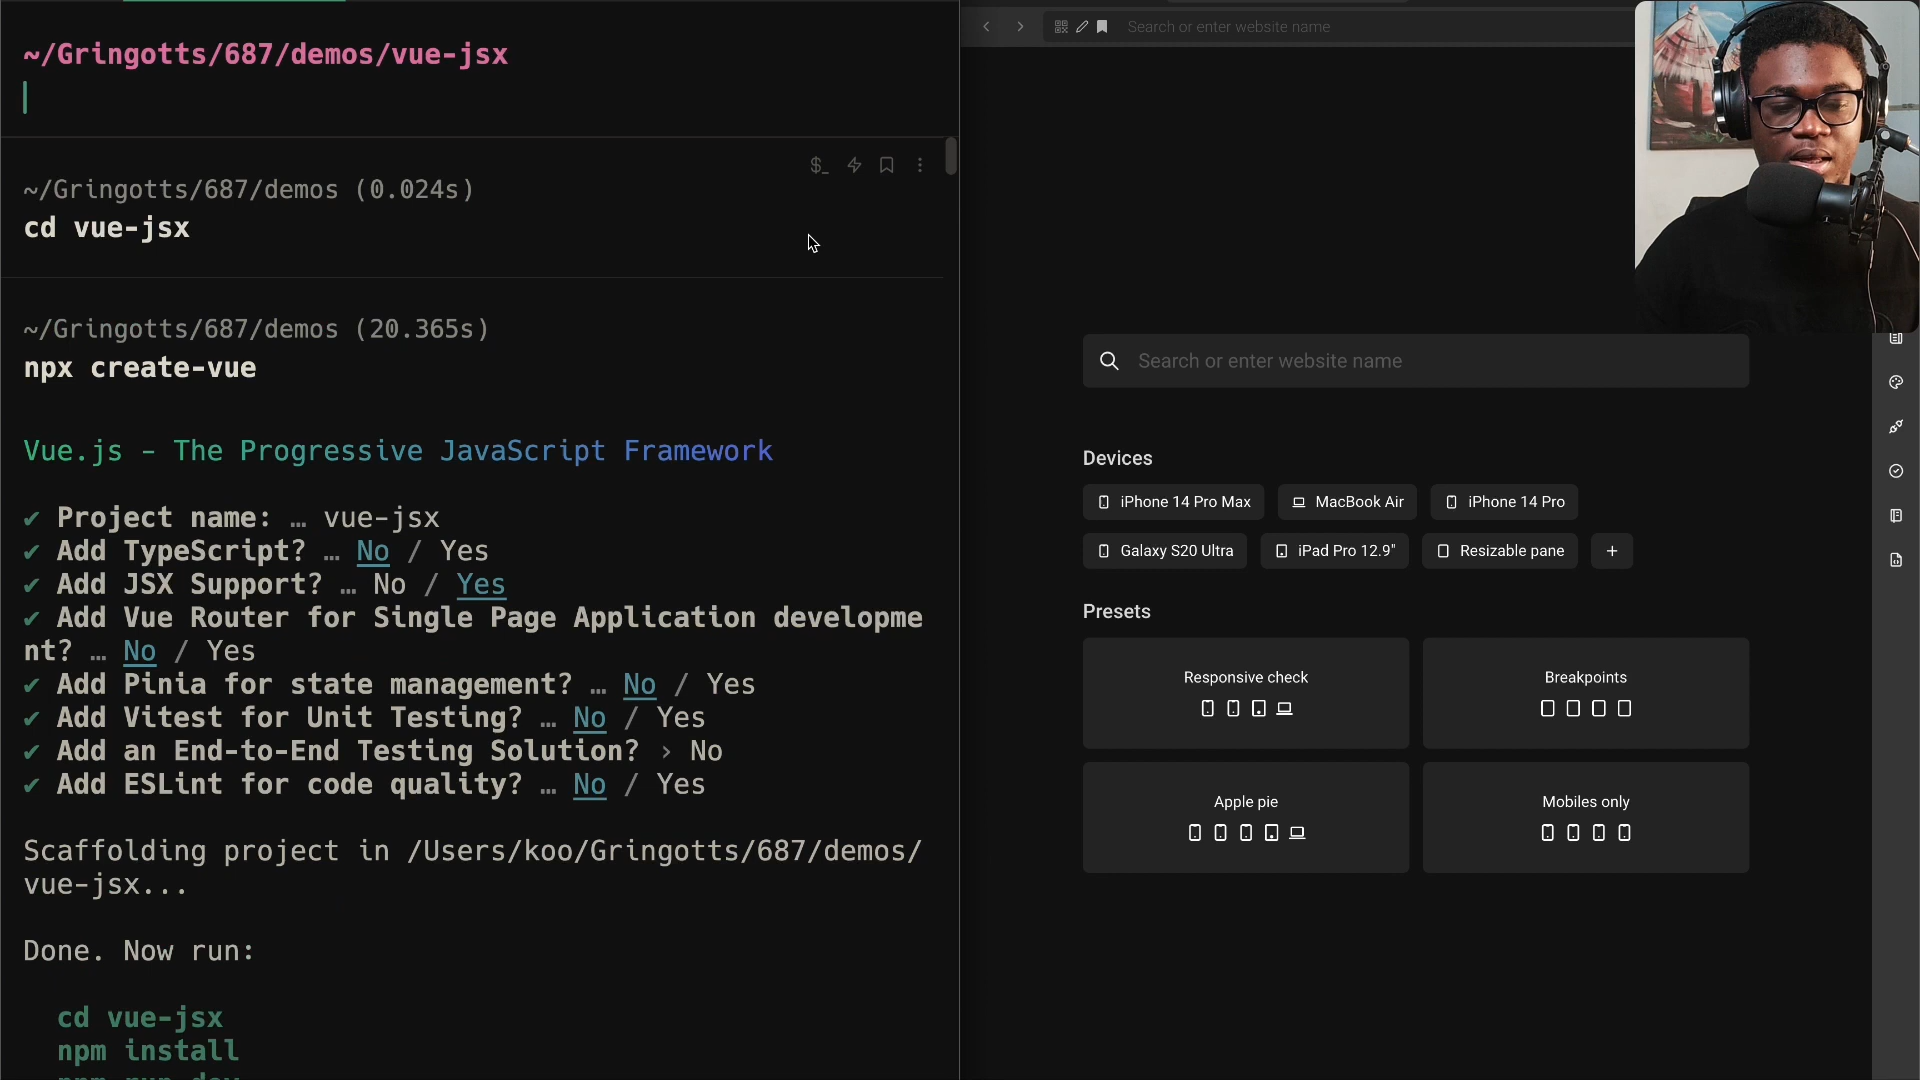 ~/Gringotts/687/demos/vue-jsx
$_
~/Gringotts/687/demos (0.024s)
cd vue-jsx
~/Gringotts/687/demos (20.365s)
npx create-vue
Vue.js - The Progressive JavaScript Framework
✔ Project name: … vue-jsx
✔ Add TypeScript? … No / Yes
✔ Add JSX Support? … No / Yes
✔ Add Vue Router for Single Page Application developme
nt? … No / Yes
✔ Add Pinia for state management? … No / Yes
✔ Add Vitest for Unit Testing? … No / Yes
✔ Add an End-to-End Testing Solution? › No
✔ Add ESLint for code quality? … No / Yes
Scaffolding project in /Users/koo/Gringotts/687/demos/
vue-jsx...
Done. Now run:
cd vue-jsx
npm install
npm run dev
Search or enter website name
Search or enter website name
Devices
iPhone 14 Pro Max
MacBook Air
iPhone 14 Pro
Galaxy S20 Ultra
iPad Pro 12.9"
Resizable pane
+
Presets
Responsive check
Breakpoints
Apple pie
Mobiles only